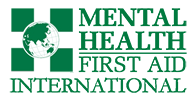 MENTAL
HEALTH
FIRST AID
INTERNATIONAL